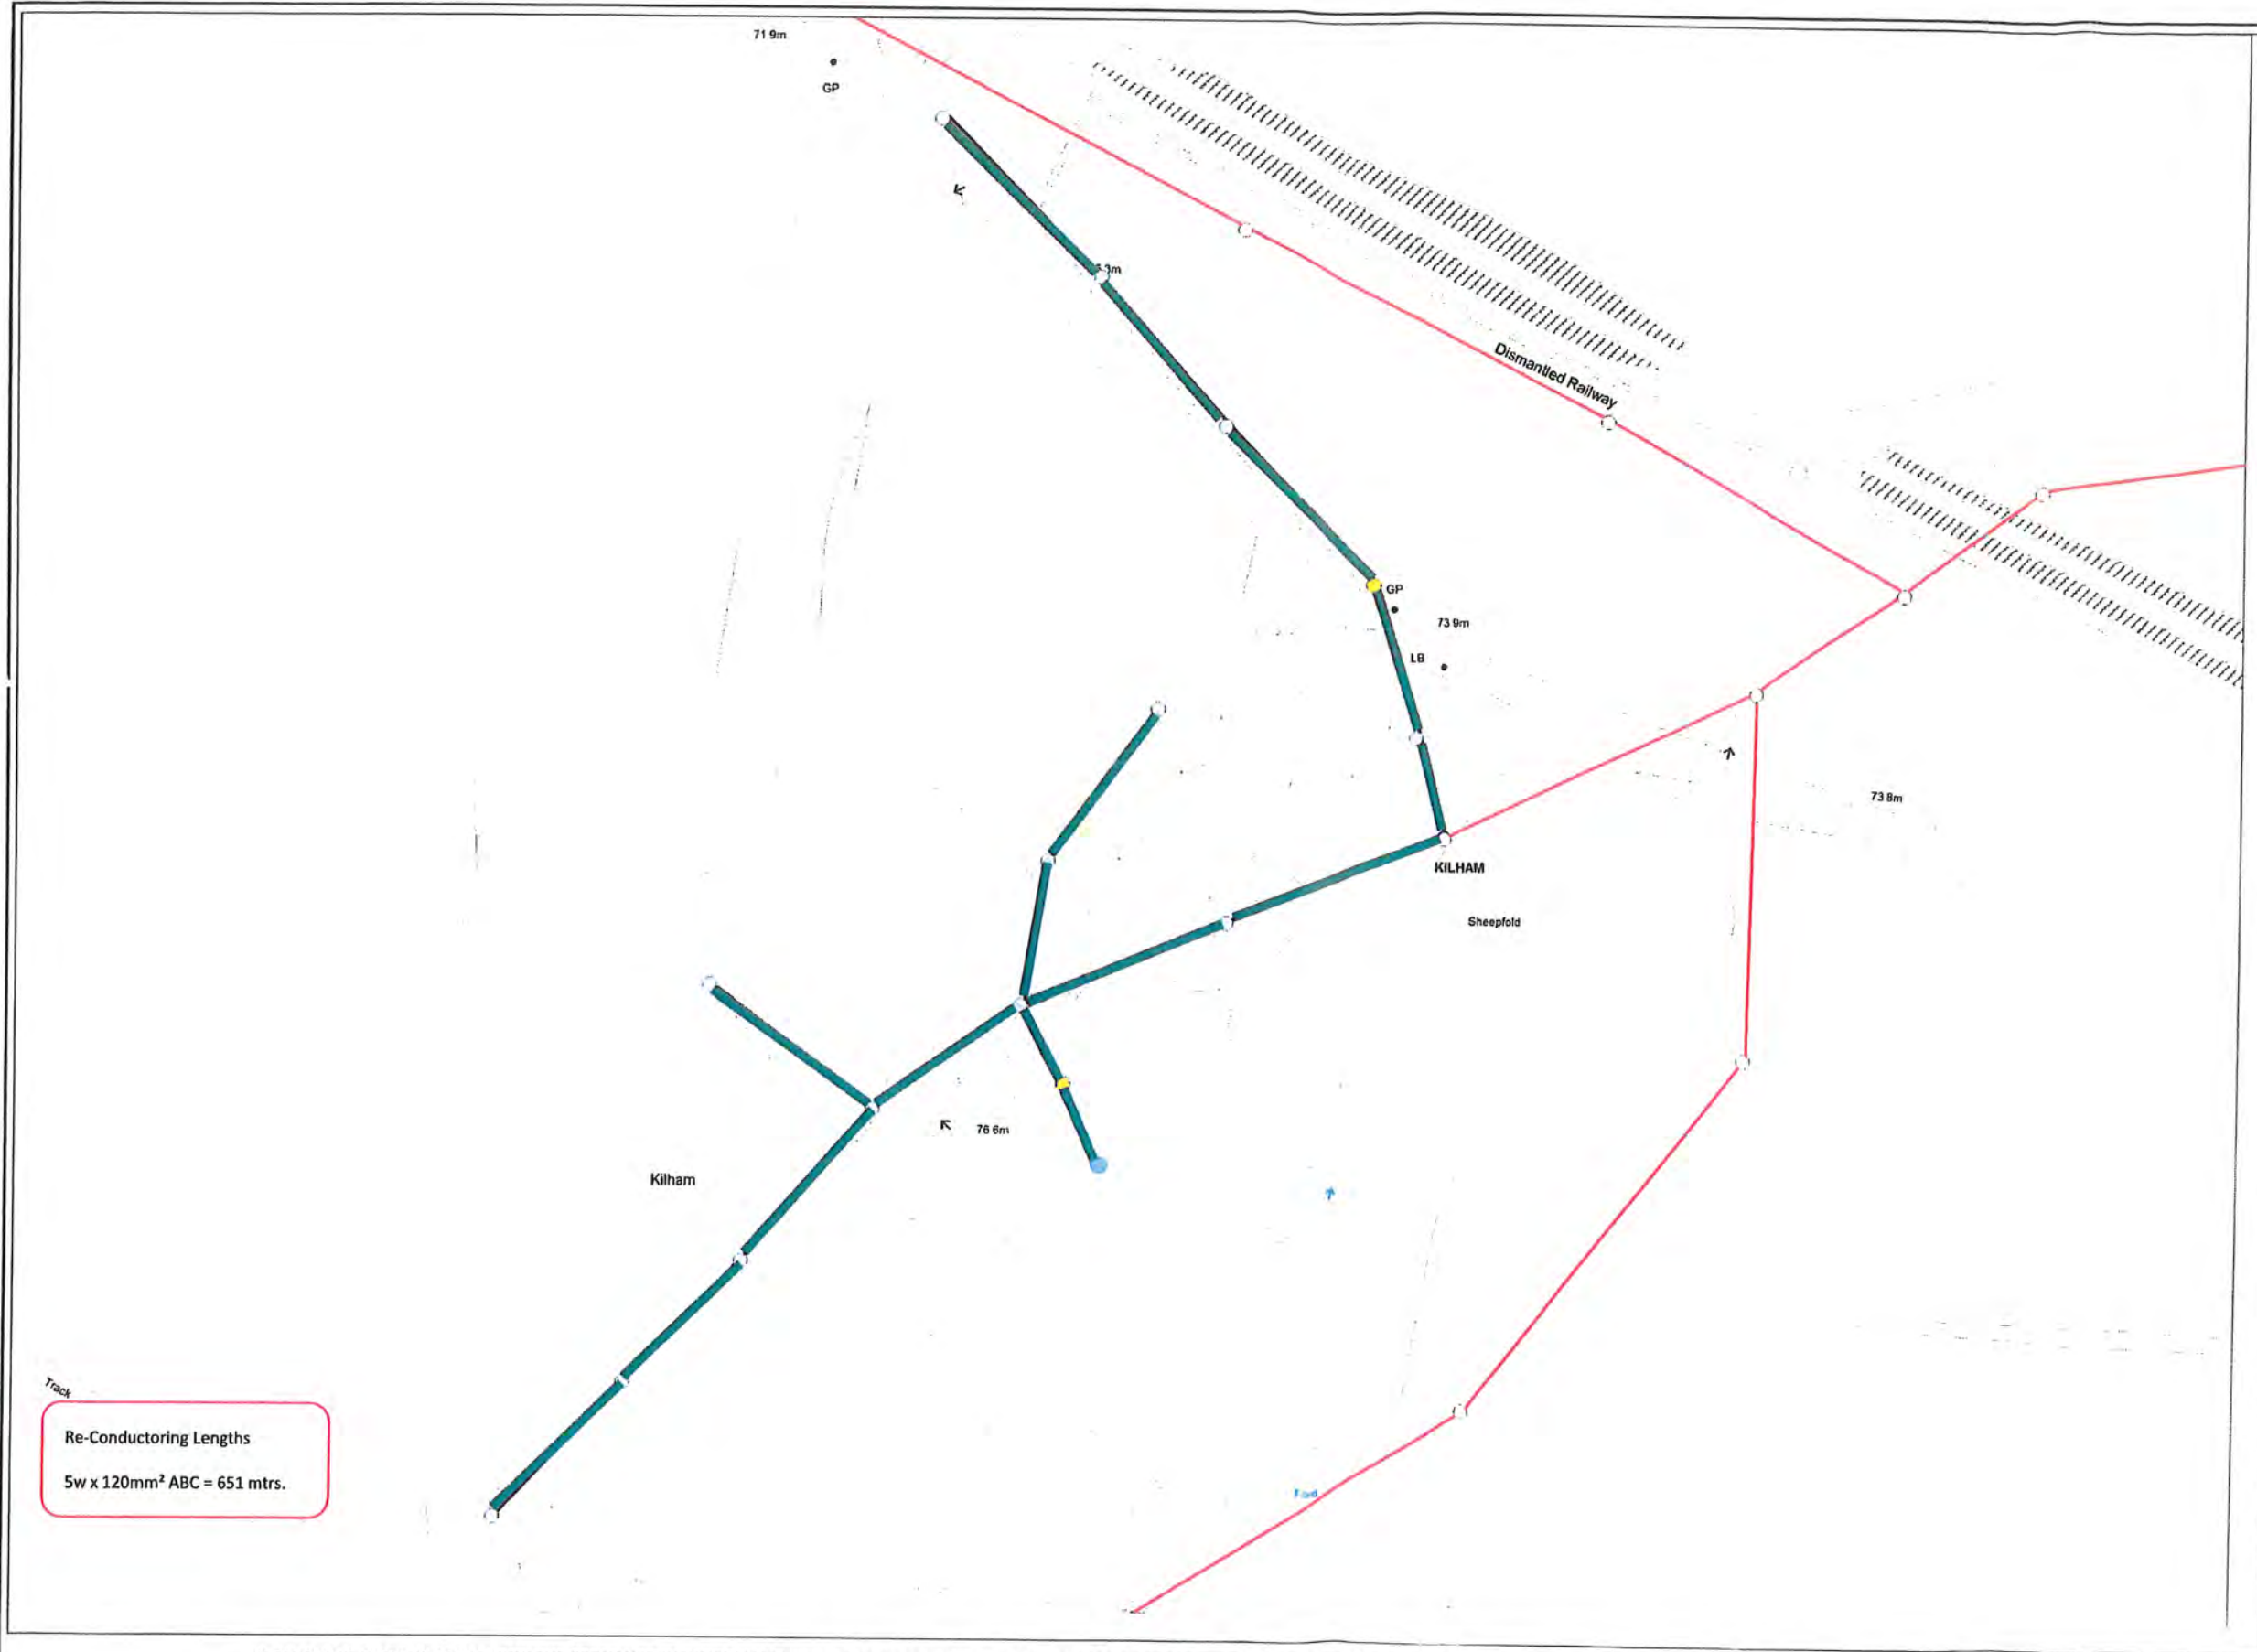 71 9m
GP
Dismantled Railway
GP
73 9m
LB
73 8m
KILHAM
Sheepfold
76 6m
Kilham
Track
Re-Conductoring Lengths
5w x 120mm² ABC = 651 mtrs.
Ford